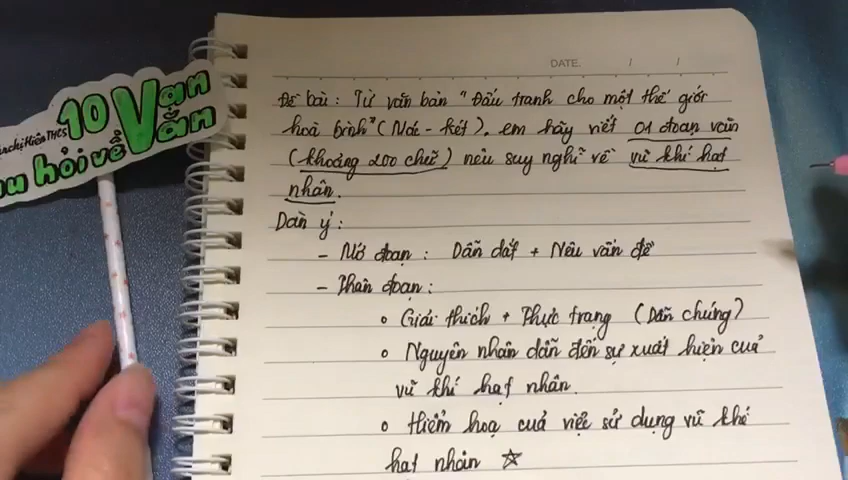 DATE. / /
Đề bài: Từ văn bản "Đấu tranh cho một thế giới
hoà bình" (Mác-két), em hãy viết 01 đoạn văn
(khoảng 200 chữ) nêu suy nghĩ về vũ khí hạt
nhân.
Dàn ý:
- Mở đoạn: Dẫn dắt + Nêu vấn đề
- Thân đoạn:
• Giải thích + Thực trạng (Dẫn chứng)
• Nguyên nhân dẫn đến sự xuất hiện của
vũ khí hạt nhân.
• Hiểm hoạ của việc sử dụng vũ khí
hạt nhân ☆
10 Vạn
hỏi về Văn